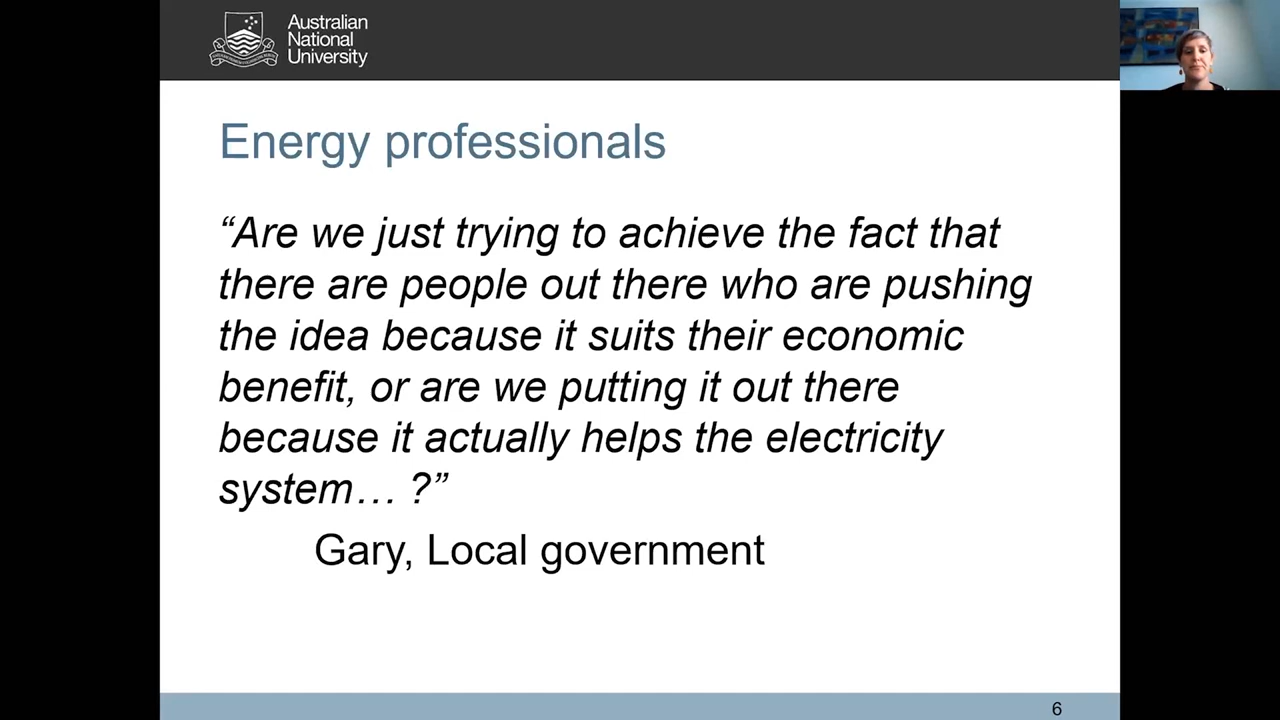 Australian
National
University
Energy professionals
“Are we just trying to achieve the fact that
there are people out there who are pushing
the idea because it suits their economic
benefit, or are we putting it out there
because it actually helps the electricity
system… ?”
Gary, Local government
6